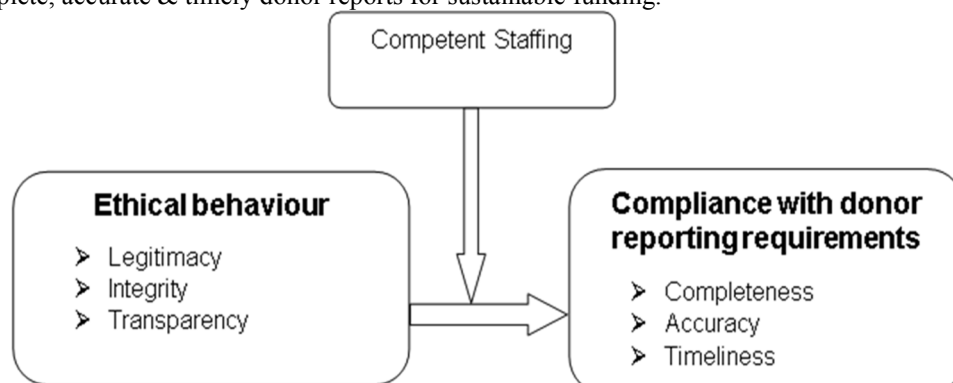 accurate & timely donor reports for sustainable funding.
Competent Staffing
Ethical behaviour
➢ Legitimacy
➢ Integrity
➢ Transparency
Compliance with donor
reporting requirements
➢ Completeness
➢ Accuracy
➢ Timeliness